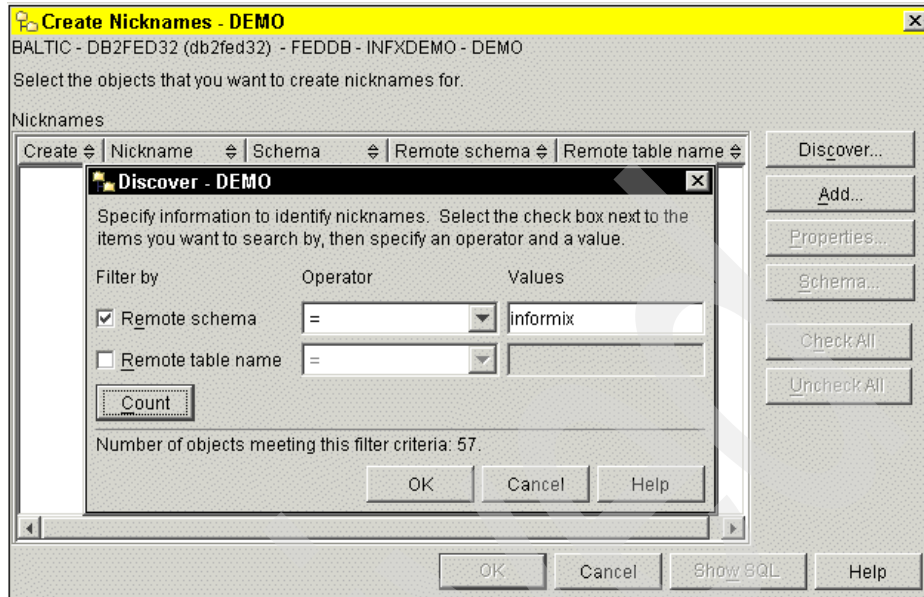 Create Nicknames - DEMO
BALTIC - DB2FED32 (db2fed32) - FEDDB - INFXDEMO - DEMO
Select the objects that you want to create nicknames for.
Nicknames
Create Nickname Schema Remote schema Remote table name
Discover...
Add...
Properties...
Schema...
Check All
Uncheck All
Discover - DEMO
Specify information to identify nicknames. Select the check box next to the
items you want to search by, then specify an operator and a value.
Filter by Operator Values
Remote schema = informix
Remote table name =
Count
Number of objects meeting this filter criteria: 57.
OK Cancel Help
OK Cancel Show SQL Help